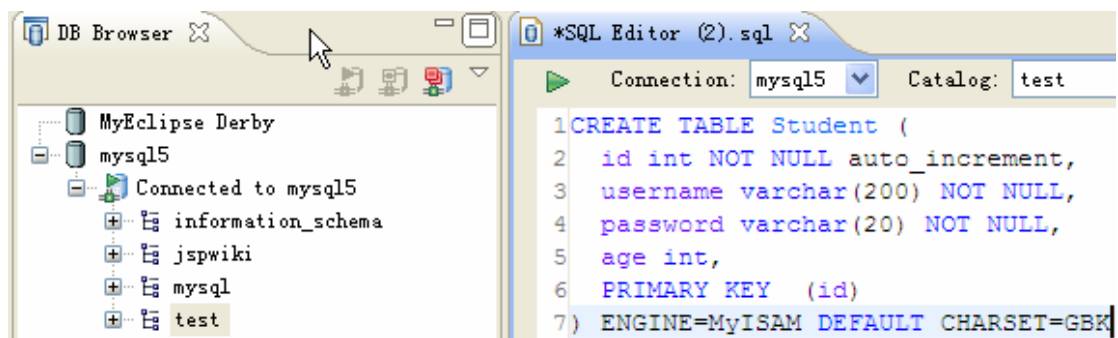 DB Browser
MyEclipse Derby
mysql5
Connected to mysql5
information_schema
jspwiki
mysql
test
*SQL Editor (2).sql
Connection: mysql5 Catalog: test
1CREATE TABLE Student (
2 id int NOT NULL auto_increment,
3 username varchar(200) NOT NULL,
4 password varchar(20) NOT NULL,
5 age int,
6 PRIMARY KEY (id)
7) ENGINE=MyISAM DEFAULT CHARSET=GBK